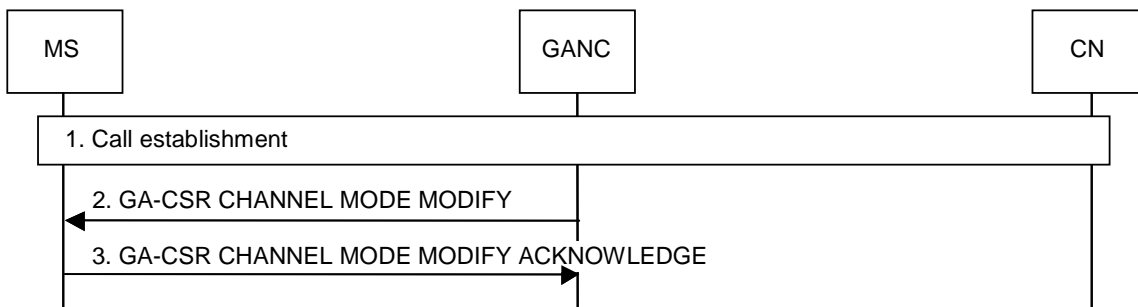 MS
GANC
CN
1. Call establishment
2. GA-CSR CHANNEL MODE MODIFY
3. GA-CSR CHANNEL MODE MODIFY ACKNOWLEDGE